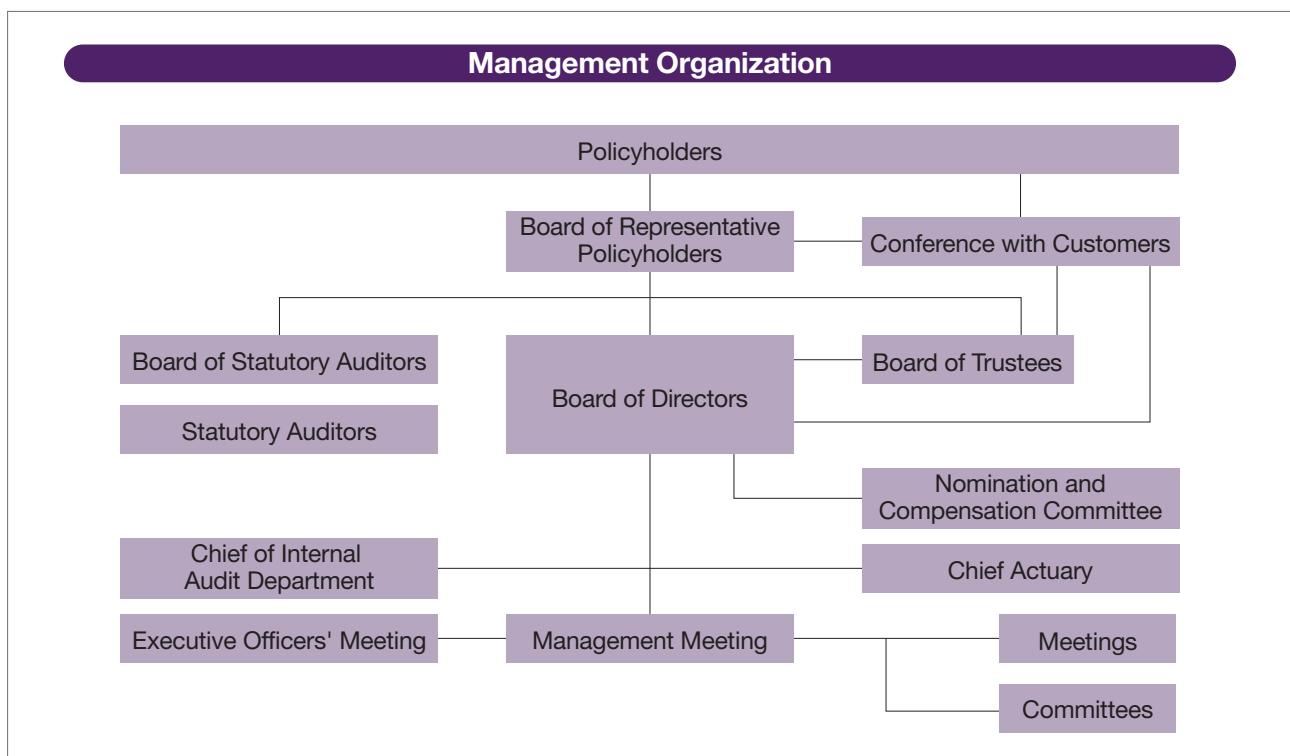 Management Organization
Policyholders
Board of Representative
Policyholders
Conference with Customers
Board of Statutory Auditors
Board of Directors
Board of Trustees
Statutory Auditors
Nomination and
Compensation Committee
Chief of Internal
Audit Department
Chief Actuary
Executive Officers' Meeting
Management Meeting
Meetings
Committees